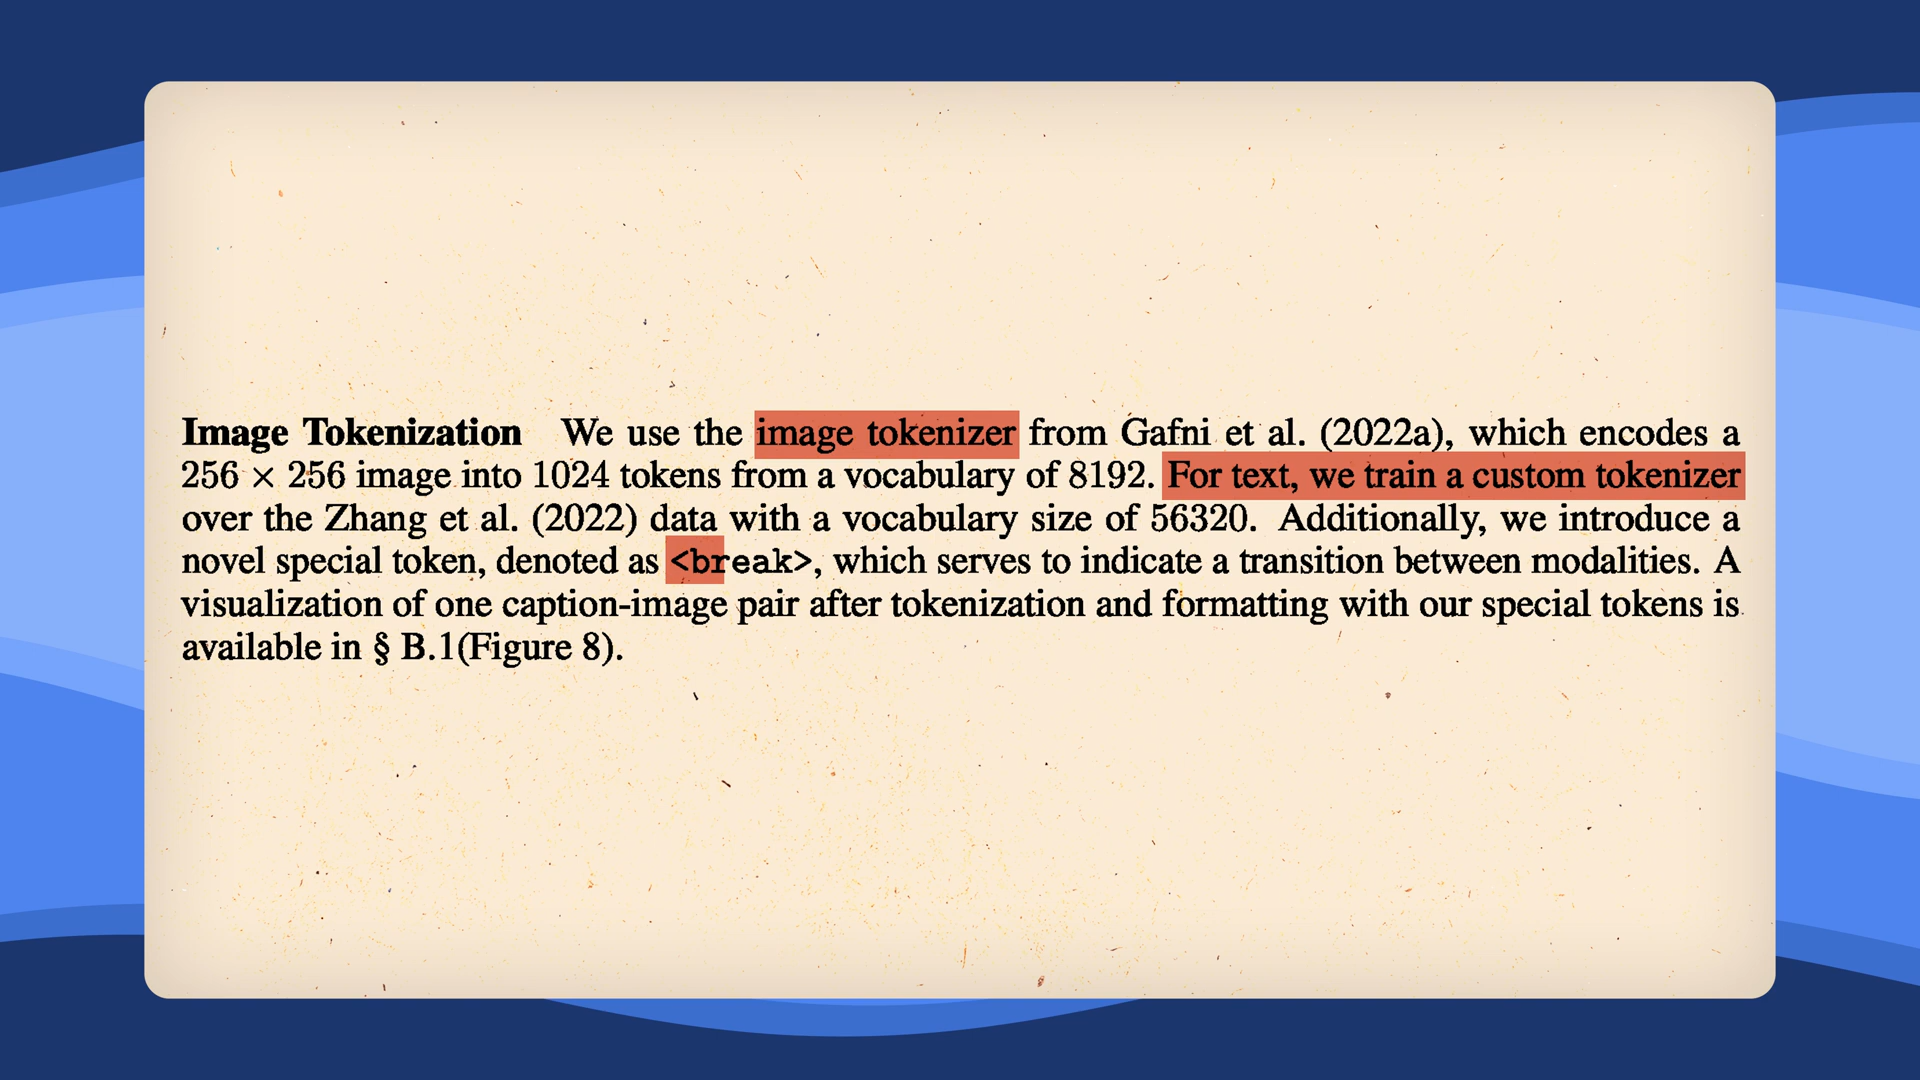 Image Tokenization We use the image tokenizer from Gafni et al. (2022a), which encodes a
256 × 256 image into 1024 tokens from a vocabulary of 8192. For text, we train a custom tokenizer
over the Zhang et al. (2022) data with a vocabulary size of 56320. Additionally, we introduce a
novel special token, denoted as <break>, which serves to indicate a transition between modalities. A
visualization of one caption-image pair after tokenization and formatting with our special tokens is
available in § B.1(Figure 8).